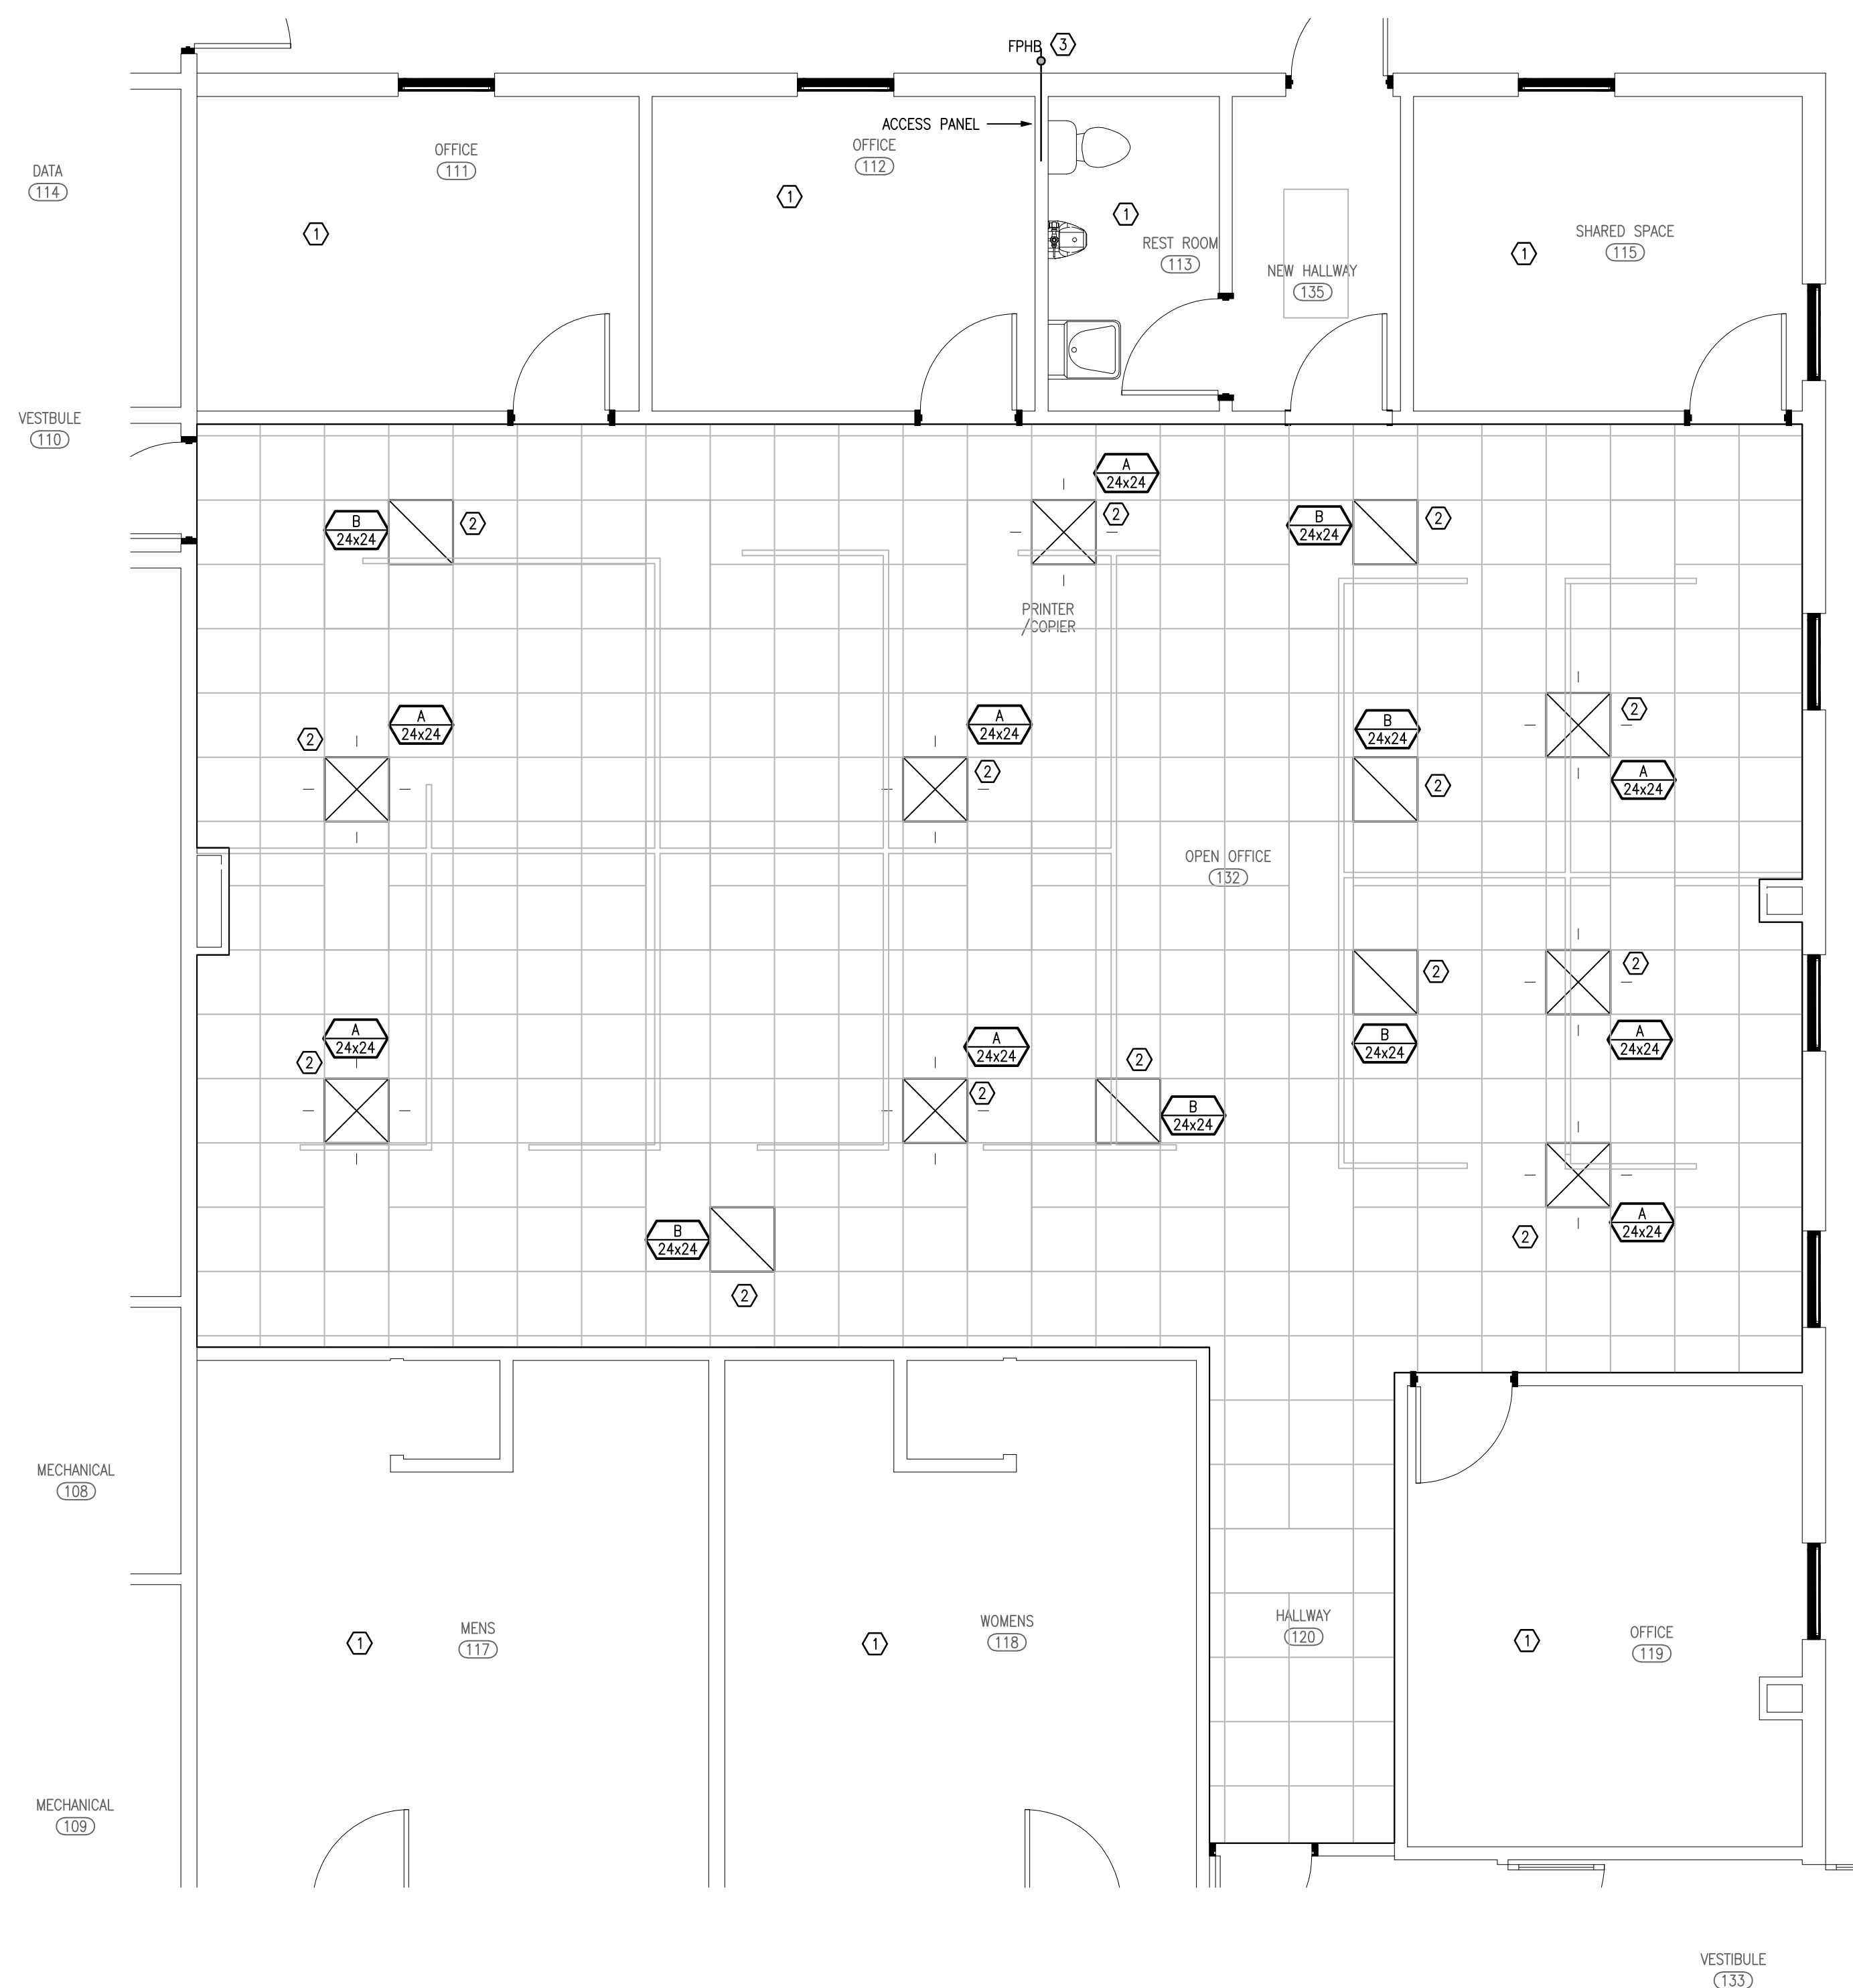 FPHB 3
ACCESS PANEL
OFFICE
111
OFFICE
112
DATA
114
1
1
1
REST ROOM
113
NEW HALLWAY
135
SHARED SPACE
115
1
VESTBULE
110
A
24x24
2
B
24x24
2
B
24x24
2
PRINTER
/COPIER
A
24x24
2
A
24x24
2
B
24x24
2
2
A
24x24
OPEN OFFICE
132
2
2
A
24x24
B
24x24
A
24x24
2
A
24x24
2
2
B
24x24
A
24x24
2
B
24x24
2
MECHANICAL
108
MENS
117
1
WOMENS
118
1
HALLWAY
120
OFFICE
119
1
MECHANICAL
109
VESTIBULE
133